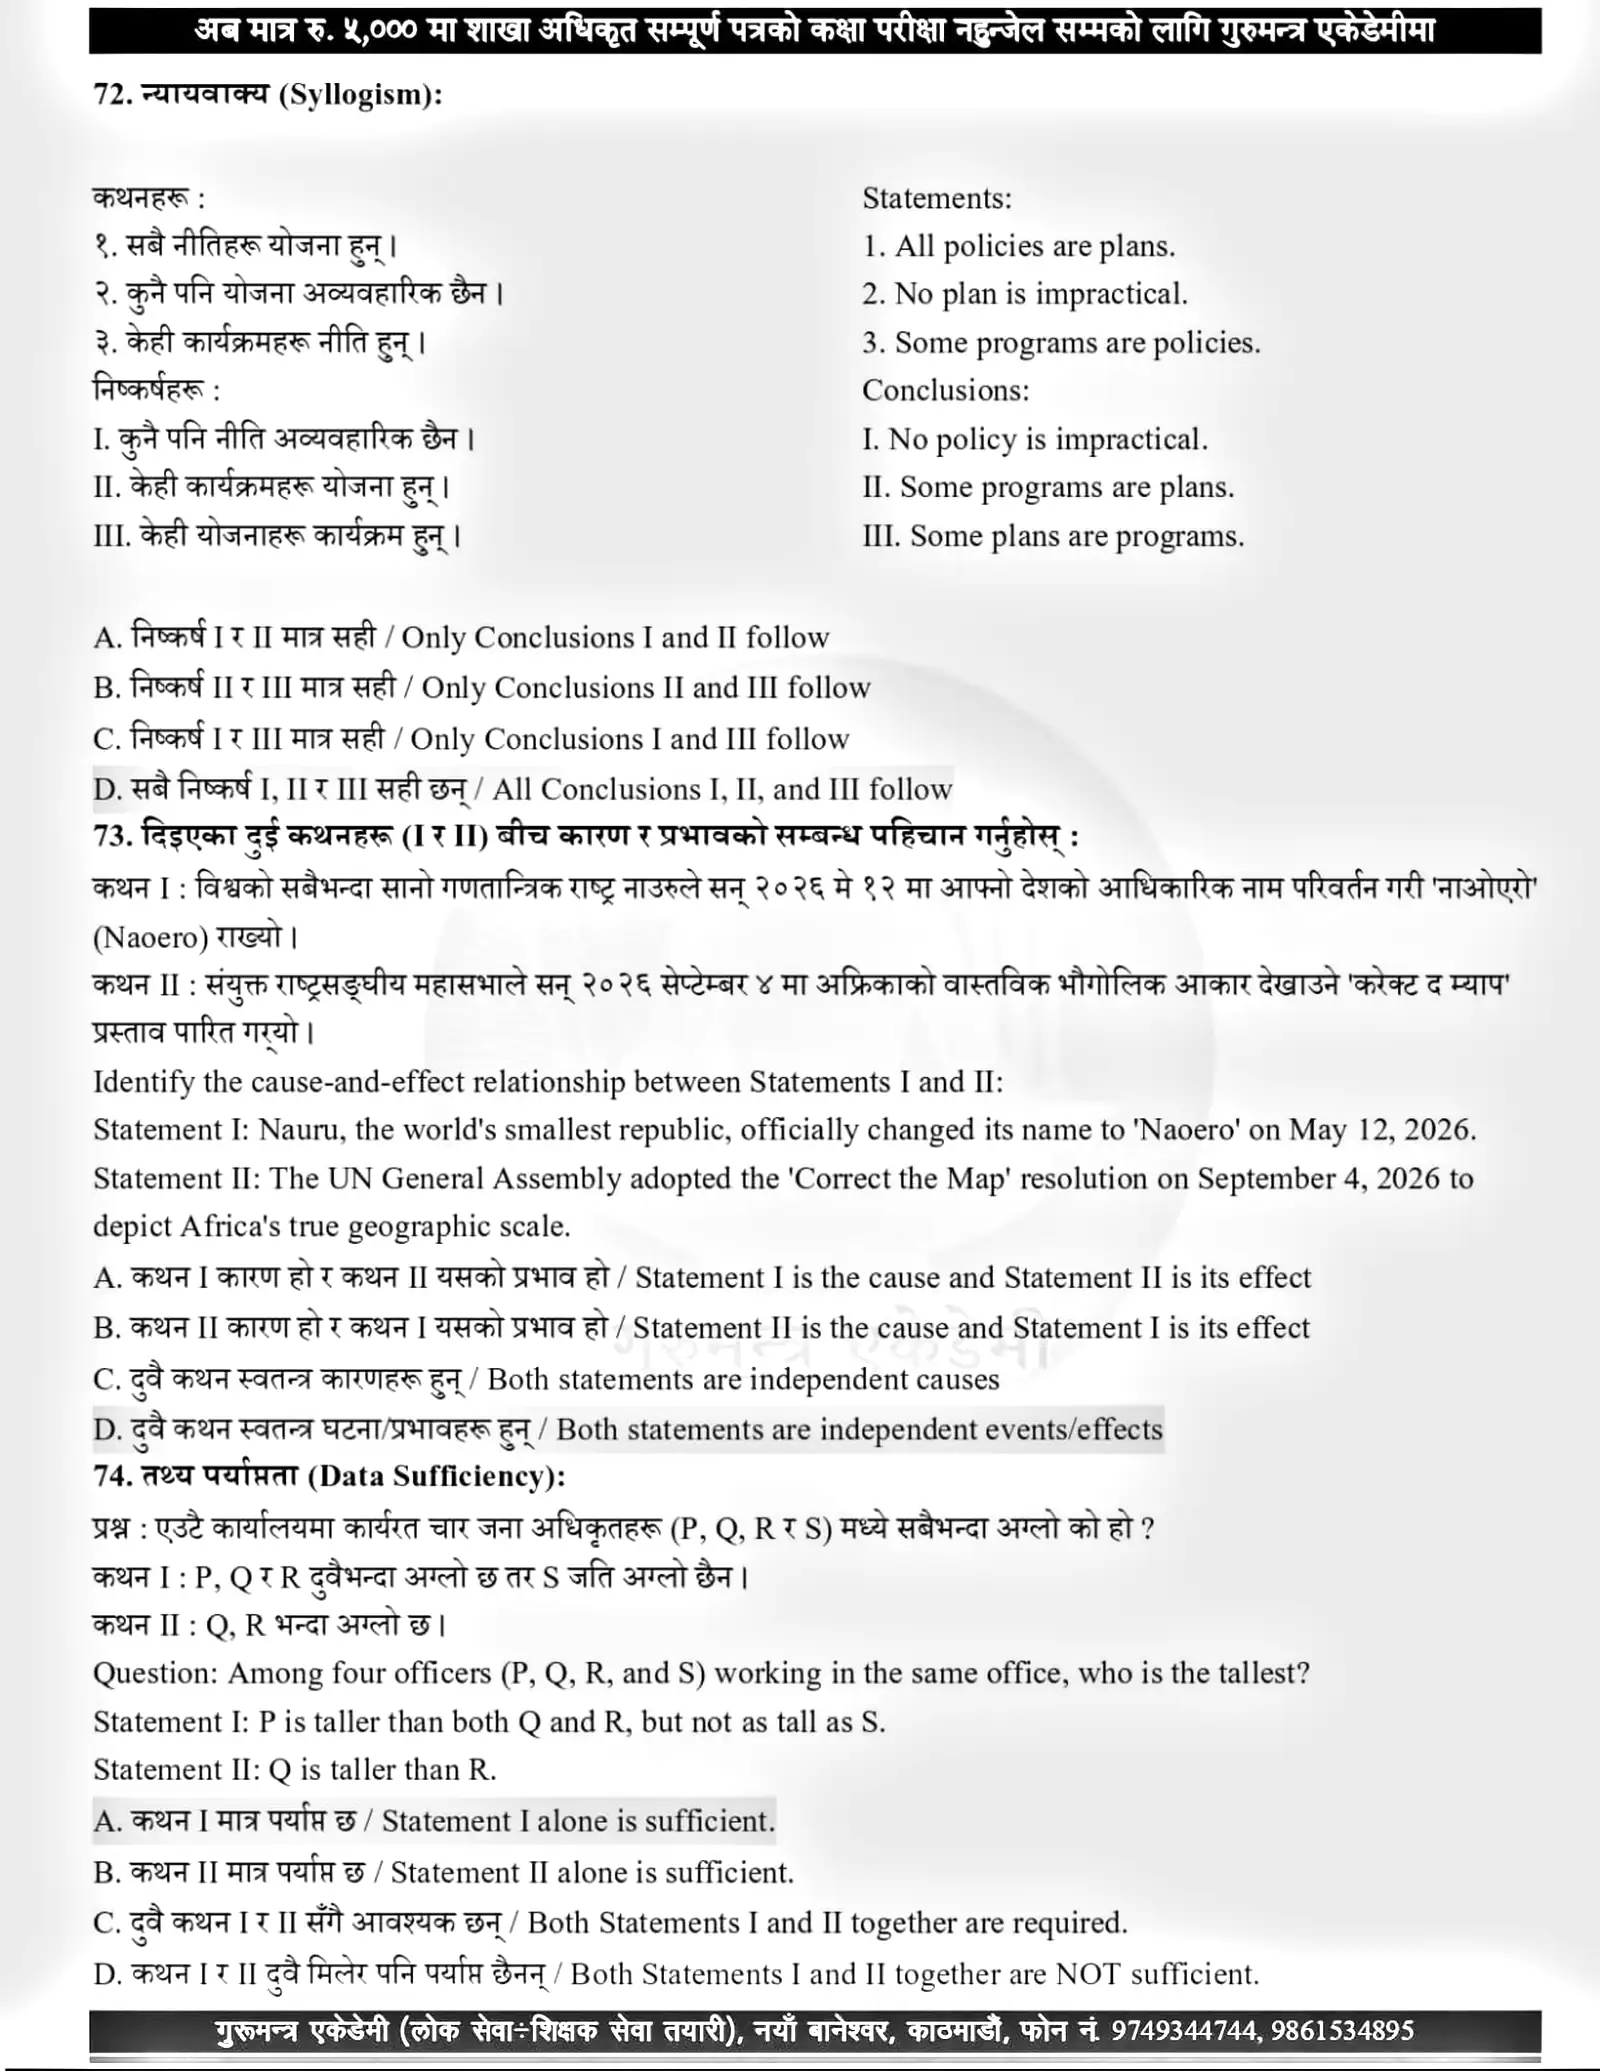 अब मात्र रु. ५,००० मा शाखा अधिकृत सम्पूर्ण पत्रको कक्षा परीक्षा नहुन्जेल सम्मको लागि गुरुमन्त्र एकेडेमीमा
72. न्यायवाक्य (Syllogism):
कथनहरू :
१. सबै नीतिहरू योजना हुन् ।
२. कुनै पनि योजना अव्यवहारिक छैन ।
३. केही कार्यक्रमहरू नीति हुन् ।
निष्कर्षहरू :
I. कुनै पनि नीति अव्यवहारिक छैन ।
II. केही कार्यक्रमहरू योजना हुन् ।
III. केही योजनाहरू कार्यक्रम हुन् ।
Statements:
1. All policies are plans.
2. No plan is impractical.
3. Some programs are policies.
Conclusions:
I. No policy is impractical.
II. Some programs are plans.
III. Some plans are programs.
A. निष्कर्ष I र II मात्र सही / Only Conclusions I and II follow
B. निष्कर्ष II र III मात्र सही / Only Conclusions II and III follow
C. निष्कर्ष I र III मात्र सही / Only Conclusions I and III follow
D. सबै निष्कर्ष I, II र III सही छन् / All Conclusions I, II, and III follow
73. दिइएका दुई कथनहरू (I र II) बीच कारण र प्रभावको सम्बन्ध पहिचान गर्नुहोस् :
कथन I : विश्वको सबैभन्दा सानो गणतान्त्रिक राष्ट्र नाउरुले सन् २०२६ मे १२ मा आफ्नो देशको आधिकारिक नाम परिवर्तन गरी 'नाओएरो'
(Naoero) राख्यो ।
कथन II : संयुक्त राष्ट्रसङ्घीय महासभाले सन् २०२६ सेप्टेम्बर ४ मा अफ्रिकाको वास्तविक भौगोलिक आकार देखाउने 'करेक्ट द म्याप'
प्रस्ताव पारित गर्‍यो ।
Identify the cause-and-effect relationship between Statements I and II:
Statement I: Nauru, the world's smallest republic, officially changed its name to 'Naoero' on May 12, 2026.
Statement II: The UN General Assembly adopted the 'Correct the Map' resolution on September 4, 2026 to
depict Africa's true geographic scale.
A. कथन I कारण हो र कथन II यसको प्रभाव हो / Statement I is the cause and Statement II is its effect
B. कथन II कारण हो र कथन I यसको प्रभाव हो / Statement II is the cause and Statement I is its effect
गुरुमन्त्र एकेडेमी
C. दुवै कथन स्वतन्त्र कारणहरू हुन् / Both statements are independent causes
D. दुवै कथन स्वतन्त्र घटना/प्रभावहरू हुन् / Both statements are independent events/effects
74. तथ्य पर्याप्तता (Data Sufficiency):
प्रश्न : एउटै कार्यालयमा कार्यरत चार जना अधिकृतहरू (P, Q, R र S) मध्ये सबैभन्दा अग्लो को हो ?
कथन I : P, Q र R दुवैभन्दा अग्लो छ तर S जति अग्लो छैन ।
कथन II : Q, R भन्दा अग्लो छ ।
Question: Among four officers (P, Q, R, and S) working in the same office, who is the tallest?
Statement I: P is taller than both Q and R, but not as tall as S.
Statement II: Q is taller than R.
A. कथन I मात्र पर्याप्त छ / Statement I alone is sufficient.
B. कथन II मात्र पर्याप्त छ / Statement II alone is sufficient.
C. दुवै कथन I र II सँगै आवश्यक छन् / Both Statements I and II together are required.
D. कथन I र II दुवै मिलेर पनि पर्याप्त छैनन् / Both Statements I and II together are NOT sufficient.
गुरूमन्त्र एकेडेमी (लोक सेवा÷शिक्षक सेवा तयारी), नयाँ बानेश्वर, काठमाडौं, फोन नं. 9749344744, 9861534895